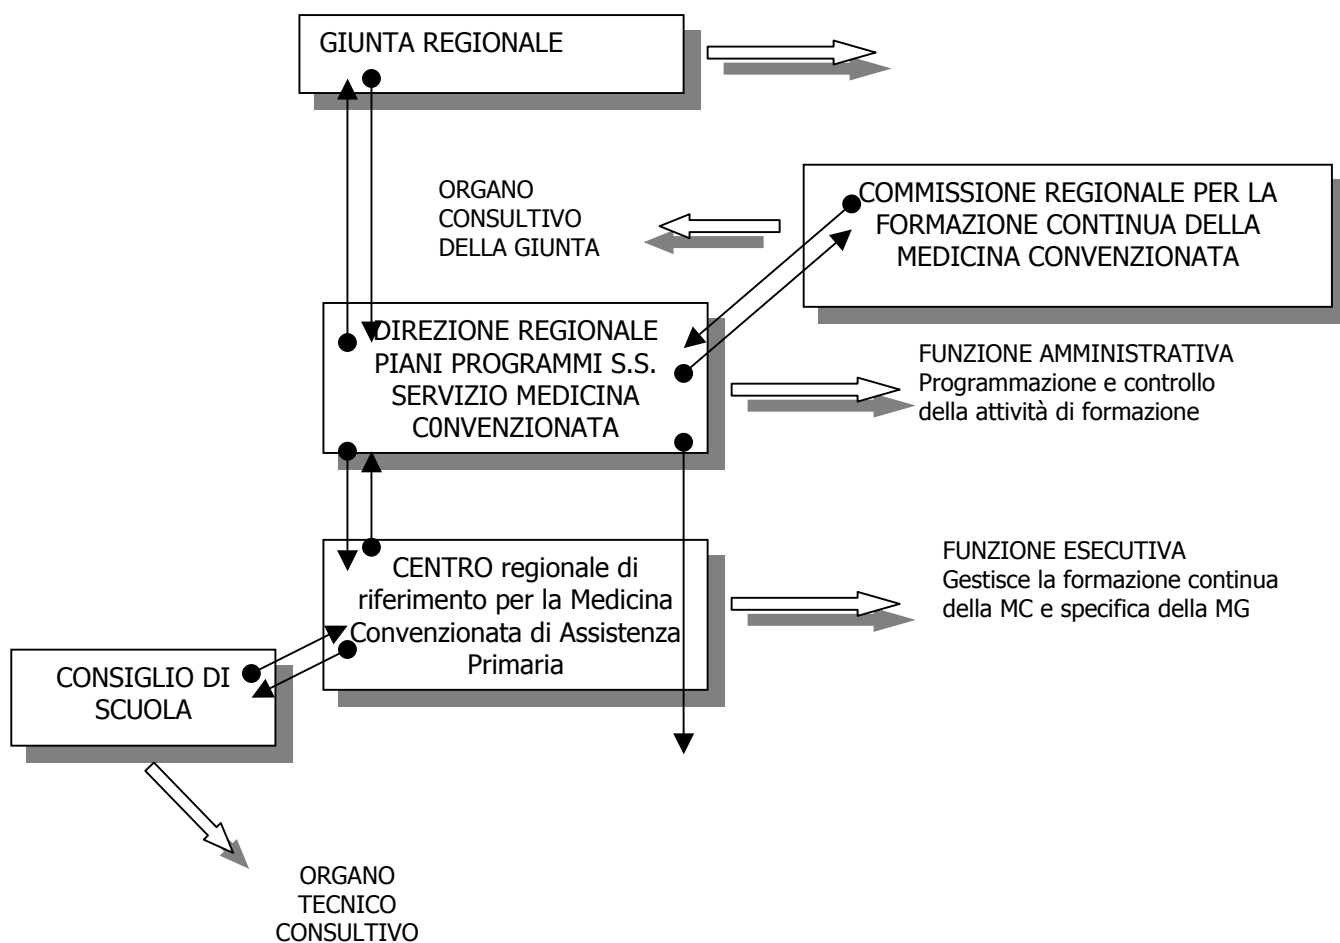 GIUNTA REGIONALE
ORGANO
CONSULTIVO
DELLA GIUNTA
COMMISSIONE REGIONALE PER LA
FORMAZIONE CONTINUA DELLA
MEDICINA CONVENZIONATA
DIREZIONE REGIONALE
PIANI PROGRAMMI S.S.
SERVIZIO MEDICINA
C0NVENZIONATA
FUNZIONE AMMINISTRATIVA
Programmazione e controllo
della attività di formazione
CENTRO regionale di
riferimento per la Medicina
Convenzionata di Assistenza
Primaria
FUNZIONE ESECUTIVA
Gestisce la formazione continua
della MC e specifica della MG
CONSIGLIO DI
SCUOLA
ORGANO
TECNICO
CONSULTIVO